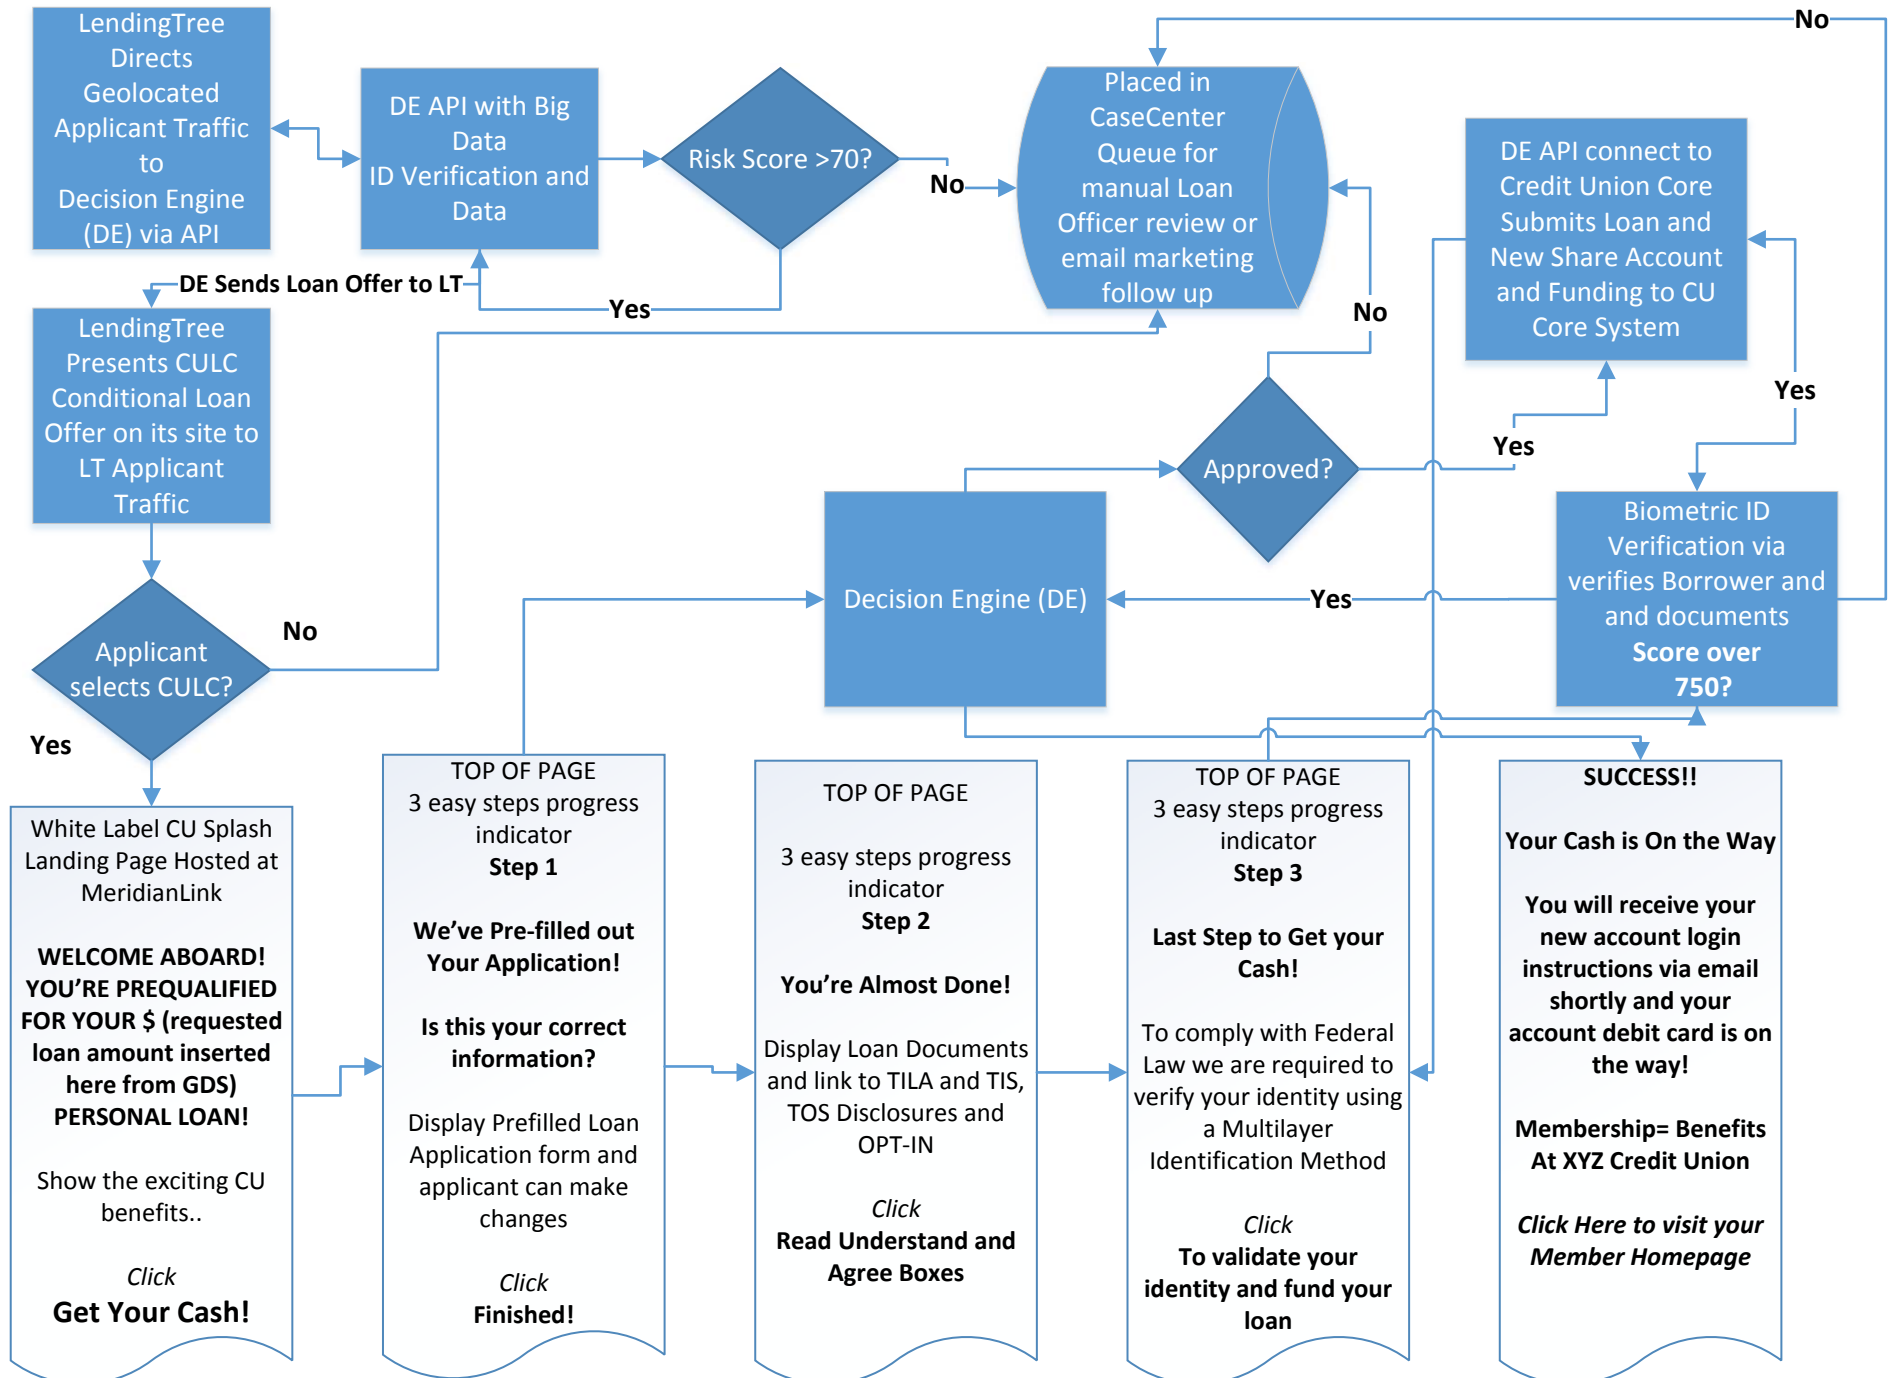 LendingTree
Directs
Geolocated
Applicant Traffic
to
Decision Engine
(DE) via API
DE API with Big
Data
ID Verification and
Data
Risk Score >70?
No
Placed in
CaseCenter
Queue for
manual Loan
Officer review or
email marketing
follow up
No
DE API connect to
Credit Union Core
Submits Loan and
New Share Account
and Funding to CU
Core System
DE Sends Loan Offer to LT
Yes
No
LendingTree
Presents CULC
Conditional Loan
Offer on its site to
LT Applicant
Traffic
Yes
Yes
Approved?
Biometric ID
Verification via
verifies Borrower and
and documents
Score over
750?
Decision Engine (DE)
Yes
No
Applicant
selects CULC?
Yes
White Label CU Splash
Landing Page Hosted at
MeridianLink
WELCOME ABOARD!
YOU’RE PREQUALIFIED
FOR YOUR $ (requested
loan amount inserted
here from GDS)
PERSONAL LOAN!
Show the exciting CU
benefits..
Click
Get Your Cash!
TOP OF PAGE
3 easy steps progress
indicator
Step 1
We’ve Pre-filled out
Your Application!
Is this your correct
information?
Display Prefilled Loan
Application form and
applicant can make
changes
Click
Finished!
TOP OF PAGE
3 easy steps progress
indicator
Step 2
You’re Almost Done!
Display Loan Documents
and link to TILA and TIS,
TOS Disclosures and
OPT-IN
Click
Read Understand and
Agree Boxes
TOP OF PAGE
3 easy steps progress
indicator
Step 3
Last Step to Get your
Cash!
To comply with Federal
Law we are required to
verify your identity using
a Multilayer
Identification Method
Click
To validate your
identity and fund your
loan
SUCCESS!!
Your Cash is On the Way
You will receive your
new account login
instructions via email
shortly and your
account debit card is on
the way!
Membership= Benefits
At XYZ Credit Union
Click Here to visit your
Member Homepage